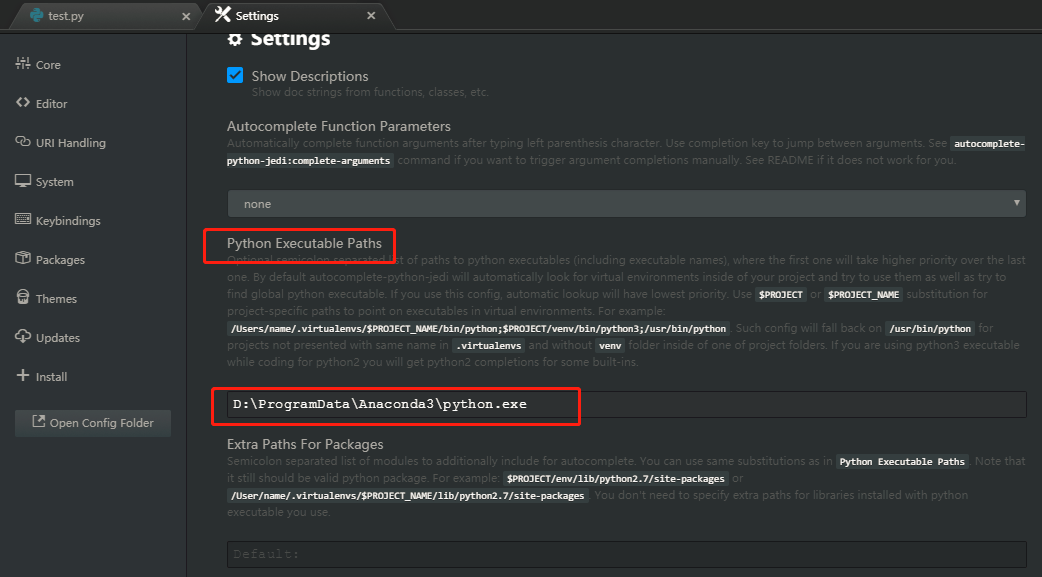 test.py
Settings
Core
Editor
URI Handling
System
Keybindings
Packages
Themes
Updates
Install
Open Config Folder
Settings
Show Descriptions
Show doc strings from functions, classes, etc.
Autocomplete Function Parameters
Automatically complete function arguments after typing left parenthesis character. Use completion key to jump between arguments. See autocomplete-
python-jedi:complete-arguments command if you want to trigger argument completions manually. See README if it does not work for you.
none
Python Executable Paths
Optional semicolon separated list of paths to python executables (including executable names), where the first one will take higher priority over the last
one. By default autocomplete-python-jedi will automatically look for virtual environments inside of your project and try to use them as well as try to
find global python executable. If you use this config, automatic lookup will have lowest priority. Use $PROJECT or $PROJECT_NAME substitution for
project-specific paths to point on executables in virtual environments. For example:
/Users/name/.virtualenvs/$PROJECT_NAME/bin/python;$PROJECT/venv/bin/python3;/usr/bin/python . Such config will fall back on /usr/bin/python for
projects not presented with same name in .virtualenvs and without venv folder inside of one of project folders. If you are using python3 executable
while coding for python2 you will get python2 completions for some built-ins.
D:\ProgramData\Anaconda3\python.exe
Extra Paths For Packages
Semicolon separated list of modules to additionally include for autocomplete. You can use same substitutions as in Python Executable Paths . Note that
it still should be valid python package. For example: $PROJECT/env/lib/python2.7/site-packages or
/User/name/.virtualenvs/$PROJECT_NAME/lib/python2.7/site-packages . You don't need to specify extra paths for libraries installed with python
executable you use.
Default: